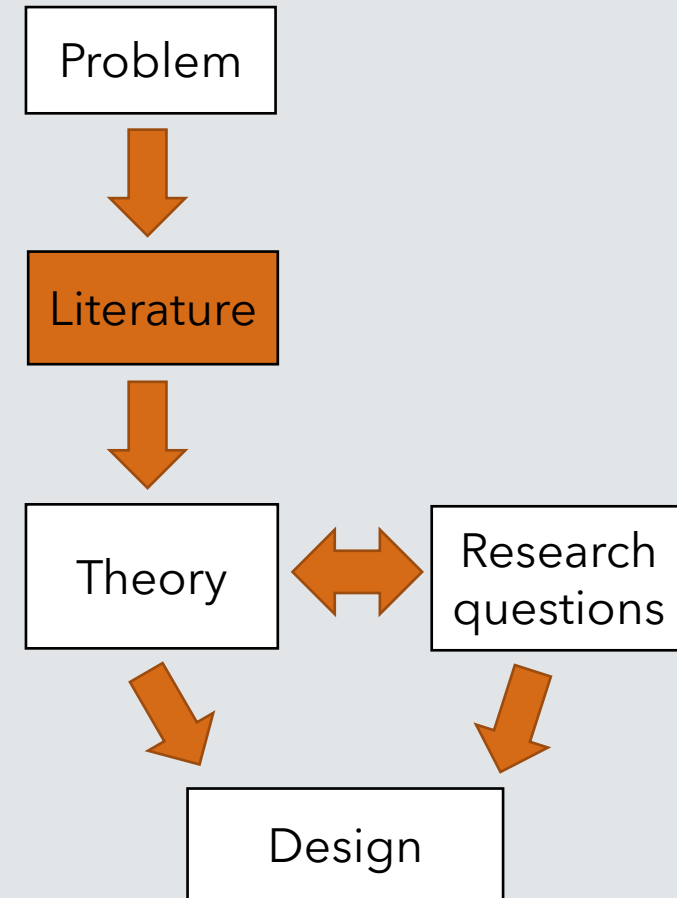 Problem
Literature
Theory
Research
questions
Design